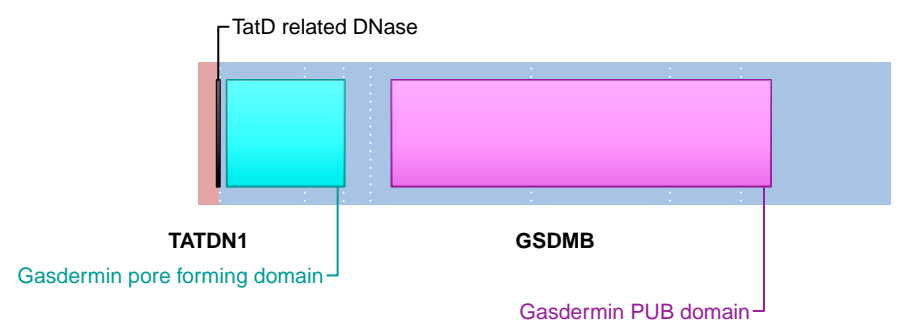 TatD related DNase
TATDN1
GSDMB
Gasdermin pore forming domain
Gasdermin PUB domain